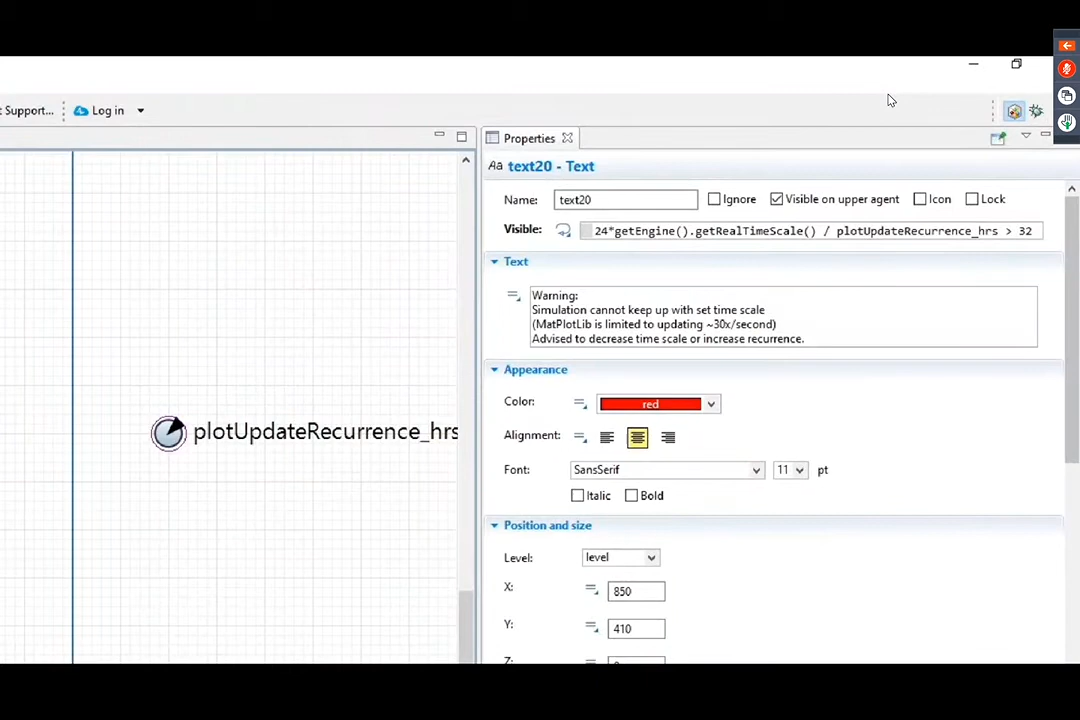 t Support...
Log in
Properties
Aa text20 - Text
Name: text20 Ignore Visible on upper agent Icon Lock
Visible: 24*getEngine().getRealTimeScale() / plotUpdateRecurrence_hrs > 32
Text
Warning:
Simulation cannot keep up with set time scale
(MatPlotLib is limited to updating ~30x/second)
Advised to decrease time scale or increase recurrence.
Appearance
Color: red
plotUpdateRecurrence_hrs
Alignment:
Font: SansSerif 11 pt
Italic Bold
Position and size
Level: level
X: 850
Y: 410
Z: